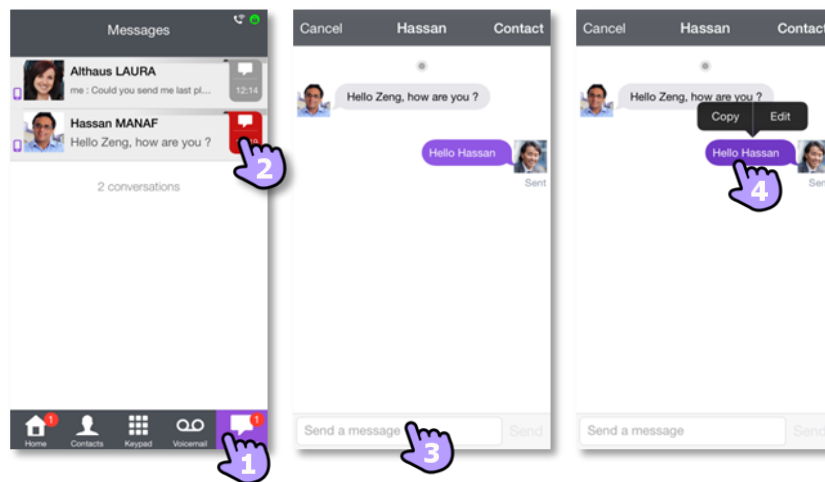 Messages
Althaus LAURA
me : Could you send me last pl...
12:14
Hassan MANAF
Hello Zeng, how are you ?
2
2 conversations
1
1
Home
Contacts
Keypad
Voicemail
1
Cancel Hassan Contact
Hello Zeng, how are you ?
Hello Hassan
Sent
Send a message
Send
3
Cancel Hassan Contact
Hello Zeng, how are you ?
Copy Edit
Hello Hassan
4
Sent
Send a message
Send